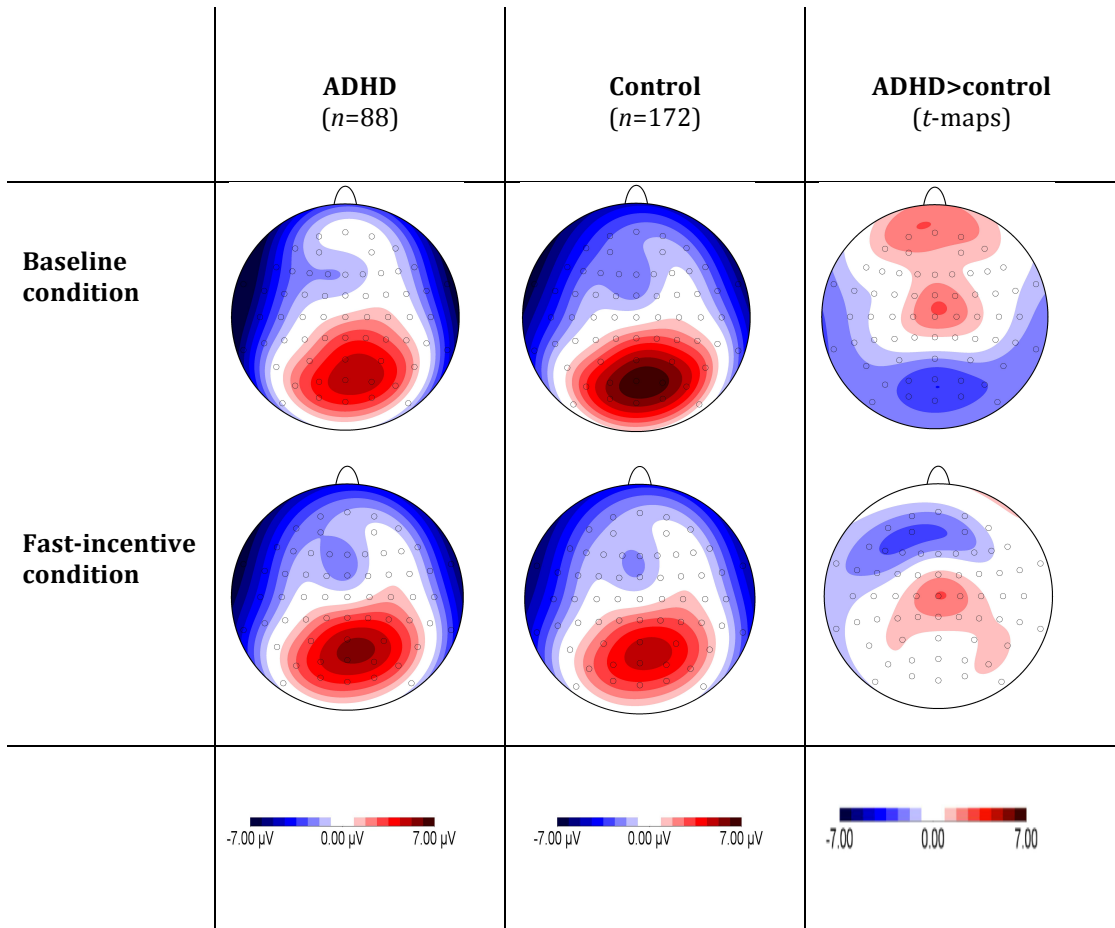 ADHD
(n=88)
Control
(n=172)
ADHD>control
(t-maps)
Baseline
condition
Fast-incentive
condition
-7.00 µV 0.00 µV 7.00 µV
-7.00 µV 0.00 µV 7.00 µV
-7.00 0.00 7.00